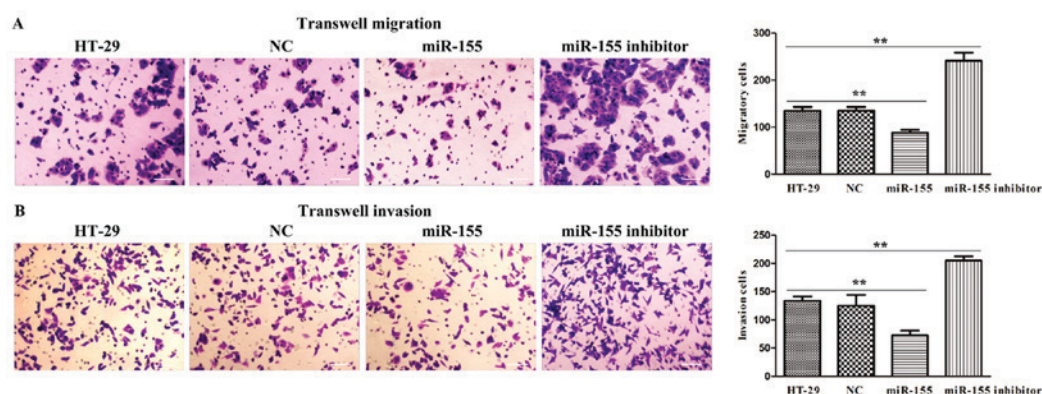 A
Transwell migration
HT-29 NC miR-155 miR-155 inhibitor
B
Transwell invasion
HT-29 NC miR-155 miR-155 inhibitor
Migratory cells
300
200
100
0
**
**
HT-29 NC miR-155 miR-155 inhibitor
Invasion cells
250
200
150
100
50
0
**
**
HT-29 NC miR-155 miR-155 inhibitor